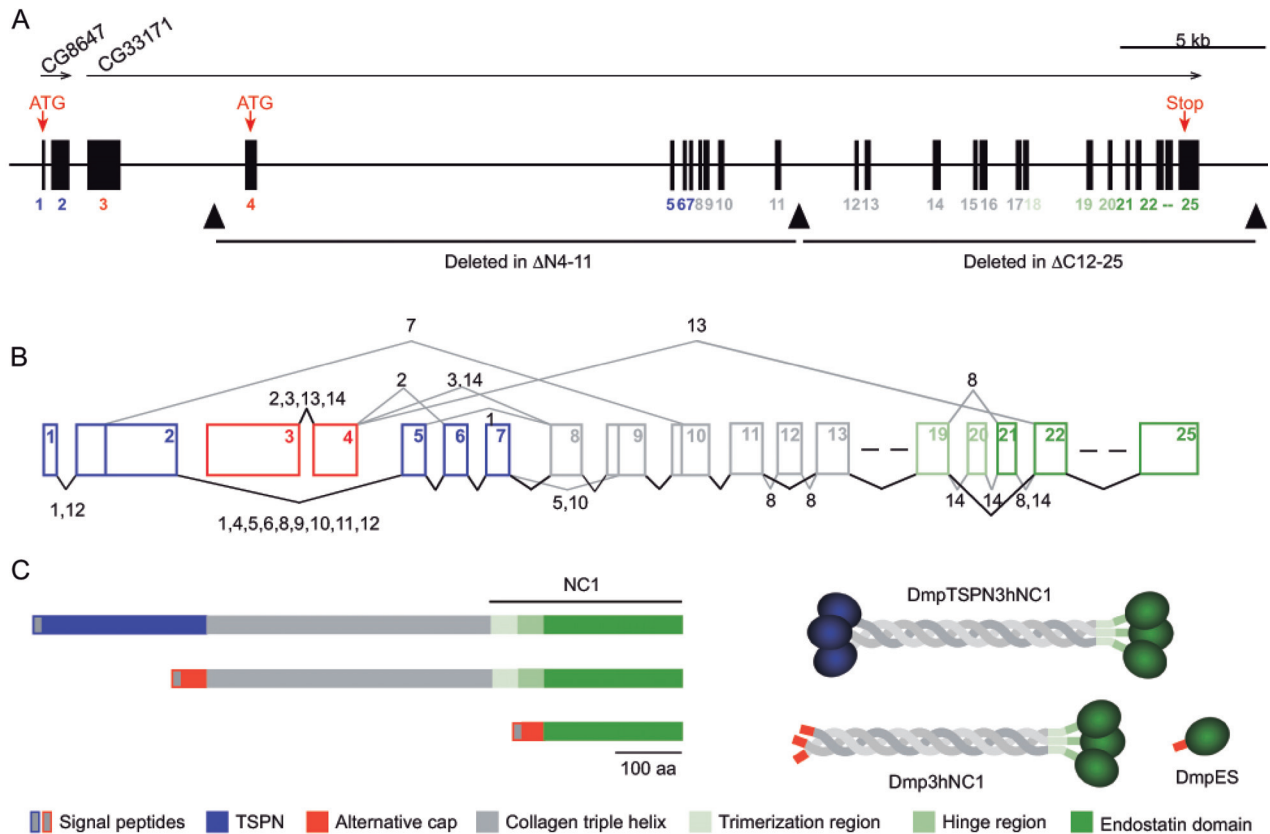 A
CG8647
CG33171
5 kb
ATG
ATG
Stop
1 2 3 4 5 6 7 8 9 10 11 12 13 14 15 16 17 18 19 20 21 22 -- 25
Deleted in ΔN4-11
Deleted in ΔC12-25
B
7
13
2,3,13,14
2
3,14
8
1
1 2 3 4 5 6 7 8 9 10 11 12 13 19 20 21 22 25
1,12
1,4,5,6,8,9,10,11,12
5,10
8
8
14
14
8,14
C
NC1
DmpTSPN3hNC1
100 aa
Dmp3hNC1
DmpES
Signal peptides
TSPN
Alternative cap
Collagen triple helix
Trimerization region
Hinge region
Endostatin domain